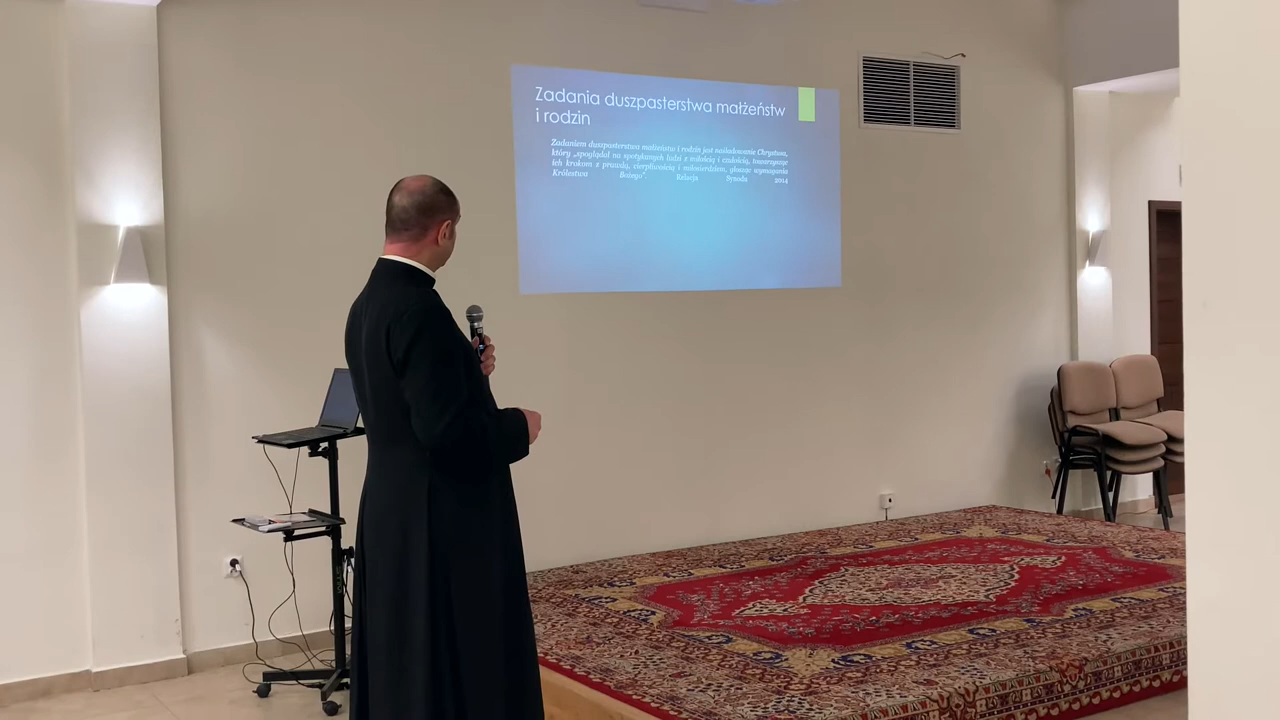 Zadania duszpasterstwa małżeństw
i rodzin
Zadaniem duszpasterstwa małżeństw i rodzin jest naśladowanie Chrystusa,
który „spoglądał na spotykanych ludzi z miłością i czułością, towarzysząc
ich krokom z prawdą, cierpliwością i miłosierdziem, głosząc wymagania
Królestwa Bożego". Relacja Synodu 2014